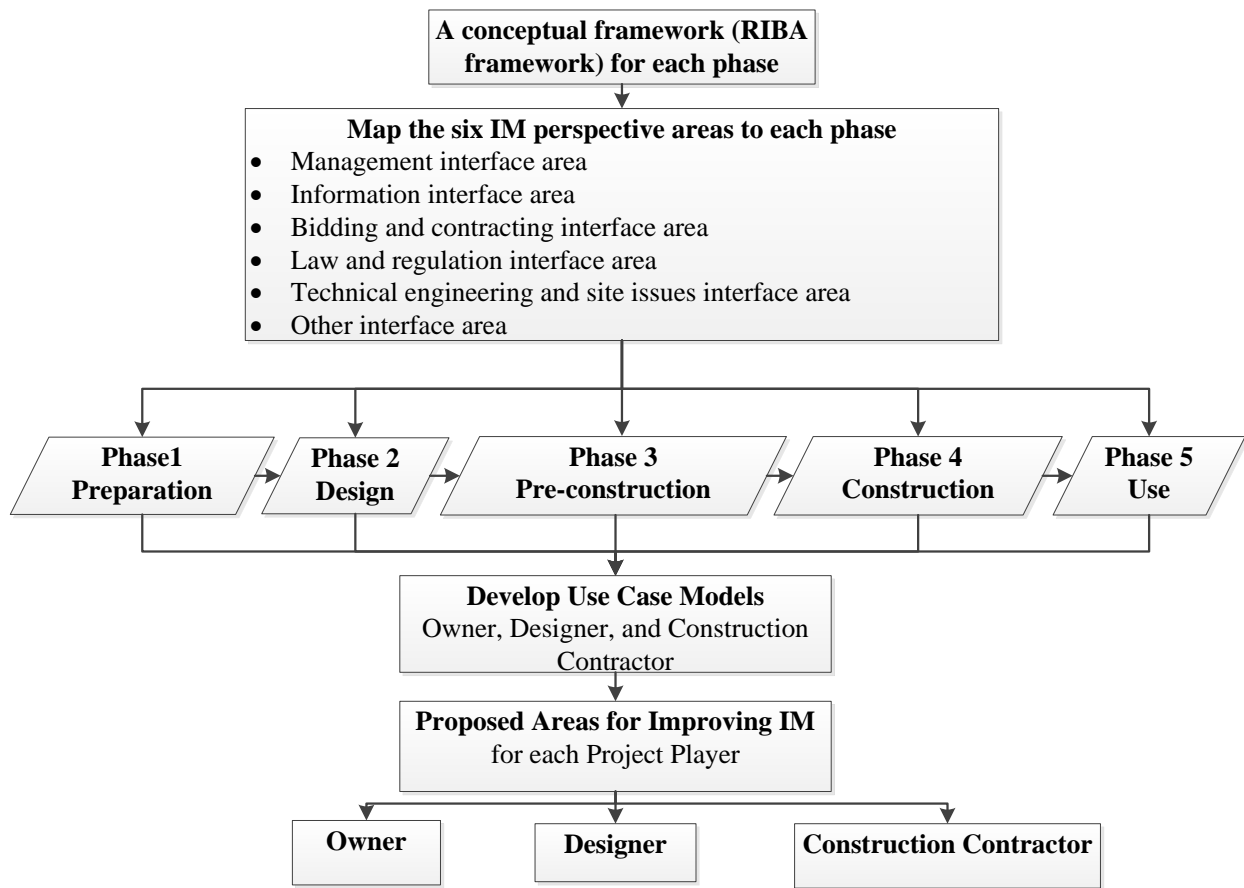 A conceptual framework (RIBA
framework) for each phase
Map the six IM perspective areas to each phase
• Management interface area
• Information interface area
• Bidding and contracting interface area
• Law and regulation interface area
• Technical engineering and site issues interface area
• Other interface area
Phase1
Preparation
Phase 2
Design
Phase 3
Pre-construction
Phase 4
Construction
Phase 5
Use
Develop Use Case Models
Owner, Designer, and Construction
Contractor
Proposed Areas for Improving IM
for each Project Player
Owner
Designer
Construction Contractor